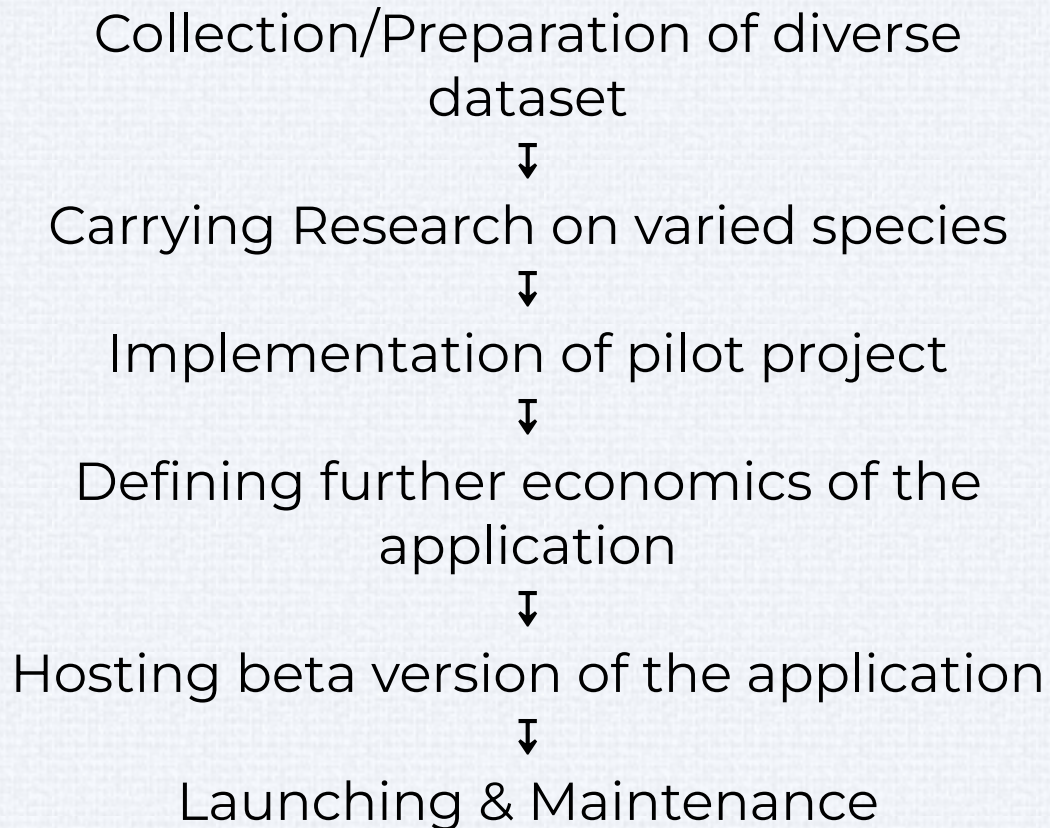 Collection/Preparation of diverse
dataset
↧
Carrying Research on varied species
↧
Implementation of pilot project
↧
Defining further economics of the
application
↧
Hosting beta version of the application
↧
Launching & Maintenance